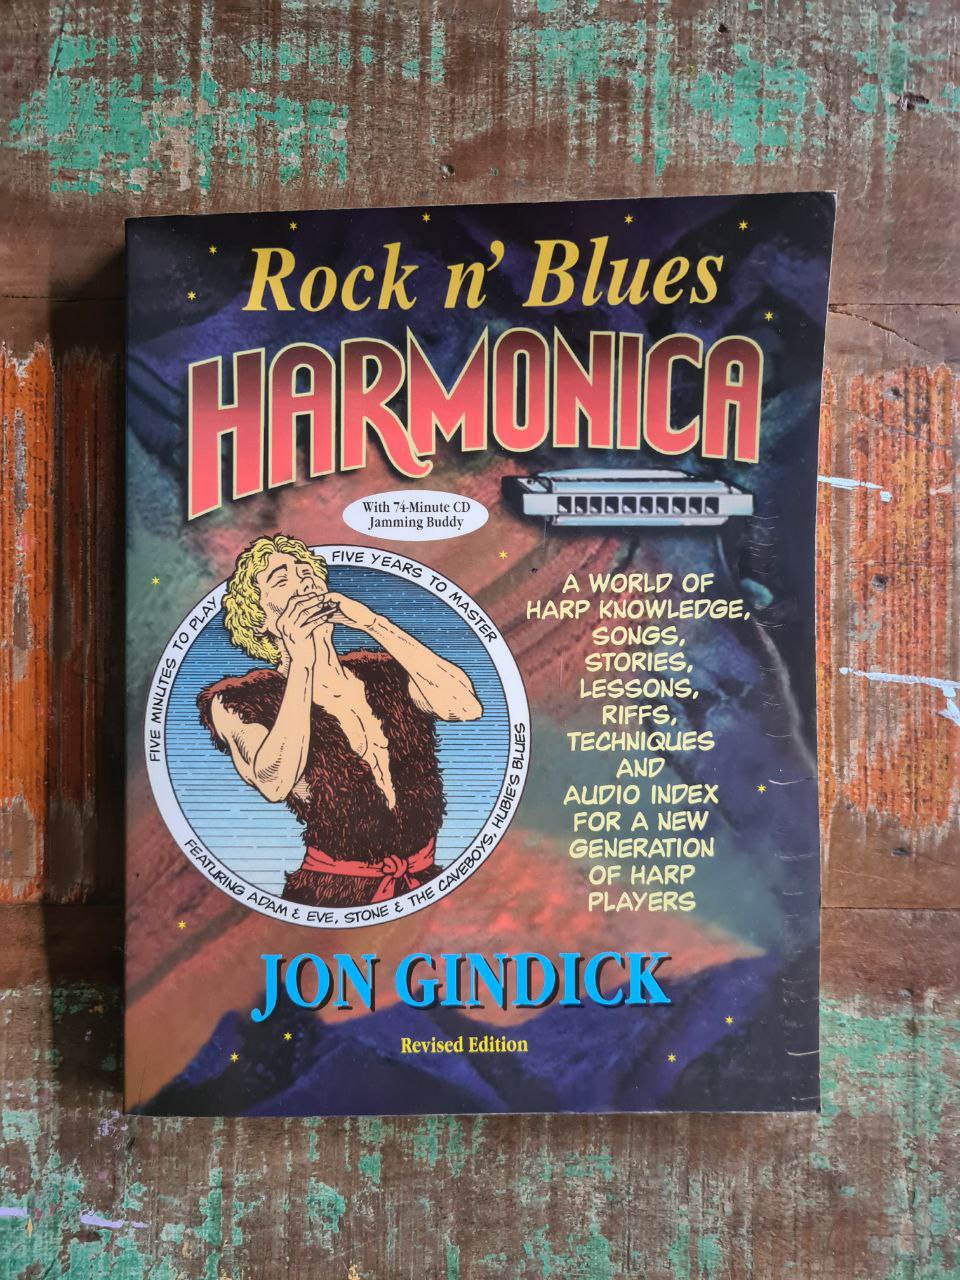 Rock n' Blues
HARMONICA
With 74-Minute CD
Jamming Buddy
FIVE MINUTES TO PLAY
FIVE YEARS TO MASTER
FEATURING ADAM & EVE, STONE & THE CAVEBOYS, HUBIE'S BLUES
A WORLD OF
HARP KNOWLEDGE,
SONGS,
STORIES,
LESSONS,
RIFFS,
TECHNIQUES
AND
AUDIO INDEX
FOR A NEW
GENERATION
OF HARP
PLAYERS
JON GINDICK
Revised Edition